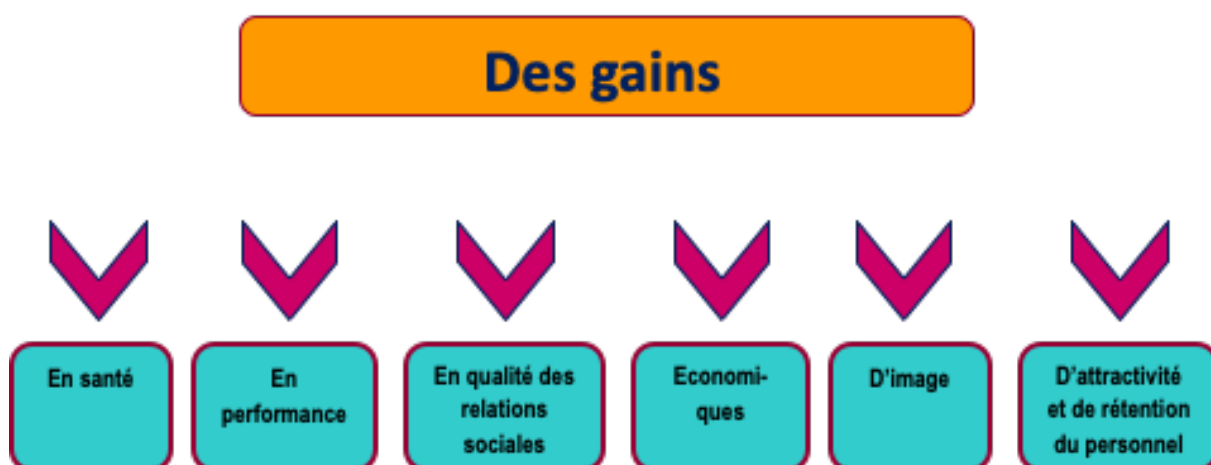 Des gains
En santé
En
performance
En qualité des
relations
sociales
Economi-
ques
D'image
D'attractivité
et de rétention
du personnel